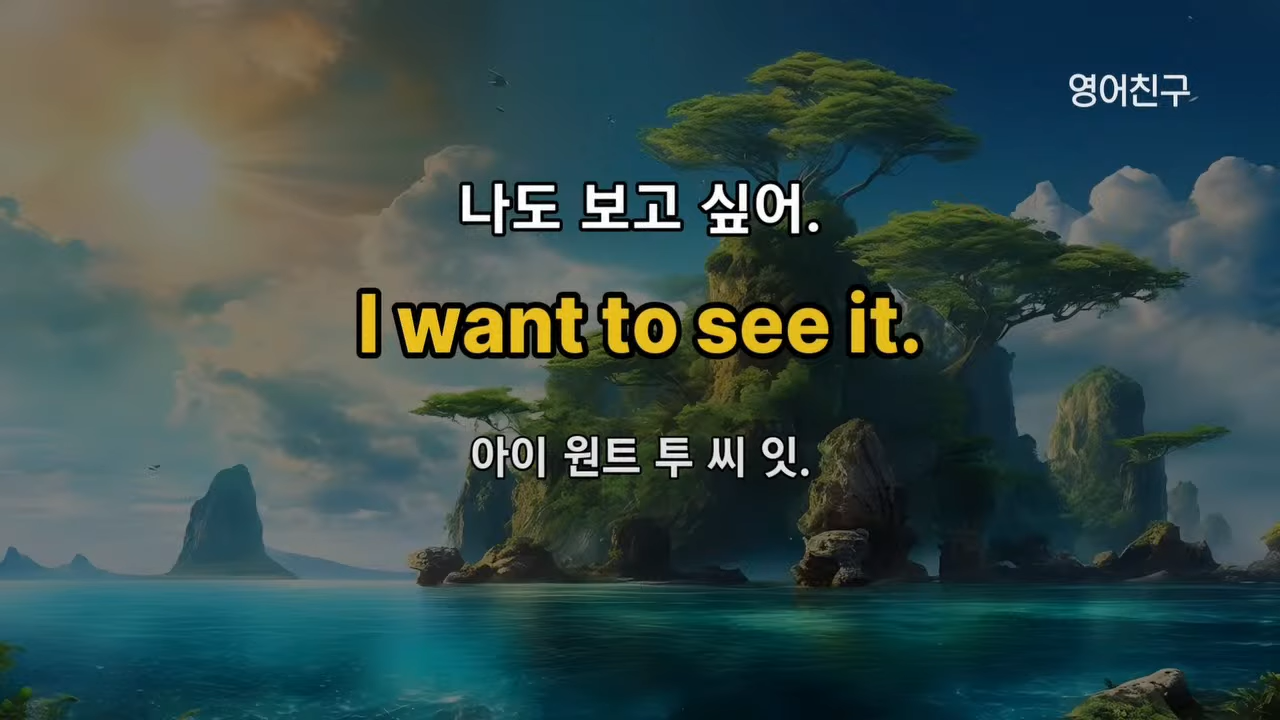 영어친구
나도 보고 싶어.
I want to see it.
아이 원트 투 씨 잇.